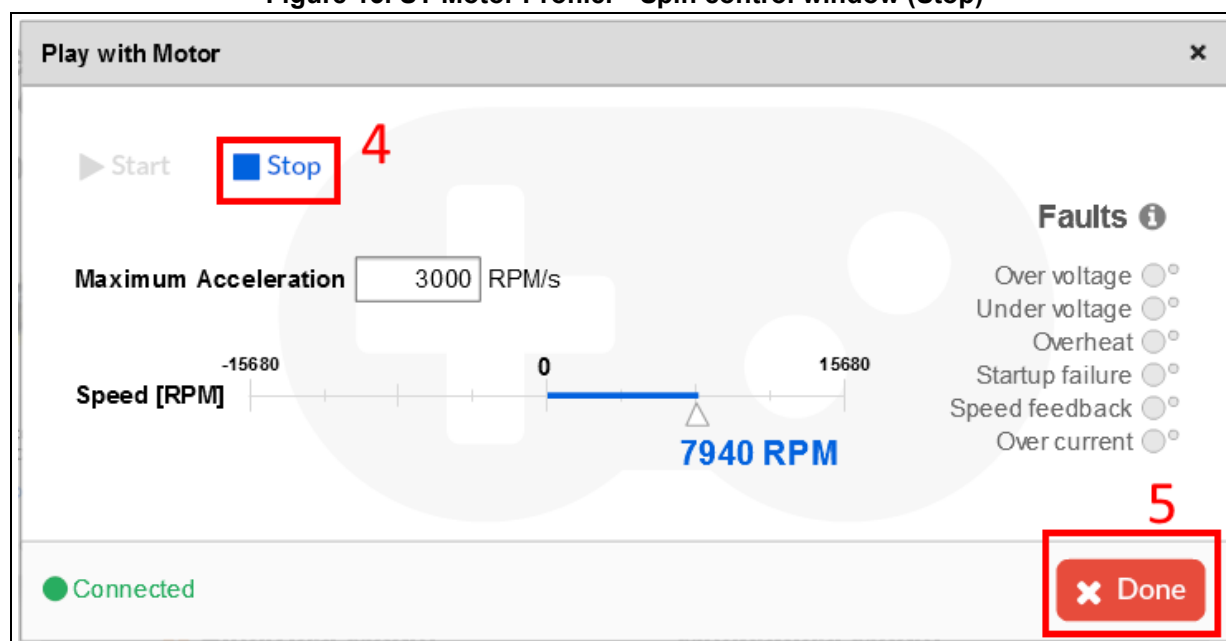 Play with Motor ×
Start Stop 4
Faults
Maximum Acceleration 3000 RPM/s
Over voltage
Under voltage
Overheat
Startup failure
Speed feedback
Over current
-15680 0 15680
Speed [RPM]
7940 RPM
5
Connected
Done